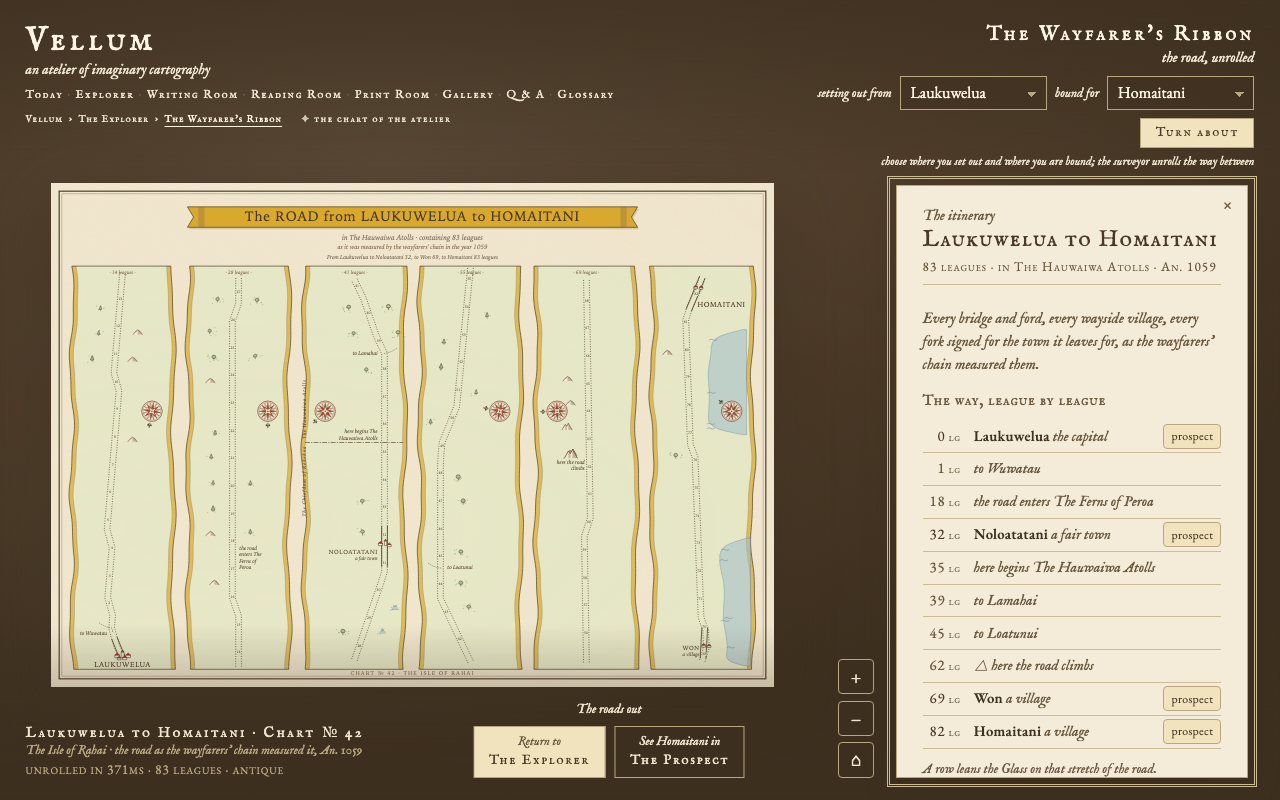 Vellum
an atelier of imaginary cartography
Today · Explorer · Writing Room · Reading Room · Print Room · Gallery · Q & A · Glossary
Vellum › The Explorer › The Wayfarer's Ribbon ✦ the chart of the atelier
The Wayfarer's Ribbon
the road, unrolled
setting out from Laukuwelua bound for Homaitani
Turn about
choose where you set out and where you are bound; the surveyor unrolls the way between
The ROAD from LAUKUWELUA to HOMAITANI
in The Hauwaiwa Atolls · containing 83 leagues
as it was measured by the wayfarers' chain in the year 1059
From Laukuwelua to Noloatatani 32, to Won 69, to Homaitani 83 leagues
to Wuwatau
LAUKUWELUA
the road
enters The
Ferns of
Peroa
to Lamahai
here begins The
Hauwaiwa Atolls
NOLOATATANI
a fair town
to Loatunui
here the road
climbs
HOMAITANI
WON
a village
CHART № 42 · THE ISLE OF RAHAI
The itinerary
×
Laukuwelua to Homaitani
83 leagues · in The Hauwaiwa Atolls · An. 1059
Every bridge and ford, every wayside village, every
fork signed for the town it leaves for, as the wayfarers'
chain measured them.
The way, league by league
0 lg Laukuwelua the capital prospect
1 lg to Wuwatau
18 lg the road enters The Ferns of Peroa
32 lg Noloatatani a fair town prospect
35 lg here begins The Hauwaiwa Atolls
39 lg to Lamahai
45 lg to Loatunui
62 lg △ here the road climbs
69 lg Won a village prospect
82 lg Homaitani a village prospect
A row leans the Glass on that stretch of the road.
+
−
⌂
Laukuwelua to Homaitani · Chart № 42
The Isle of Rahai · the road as the wayfarers' chain measured it, An. 1059
unrolled in 371ms · 83 leagues · antique
The roads out
Return to
The Explorer
See Homaitani in
The Prospect